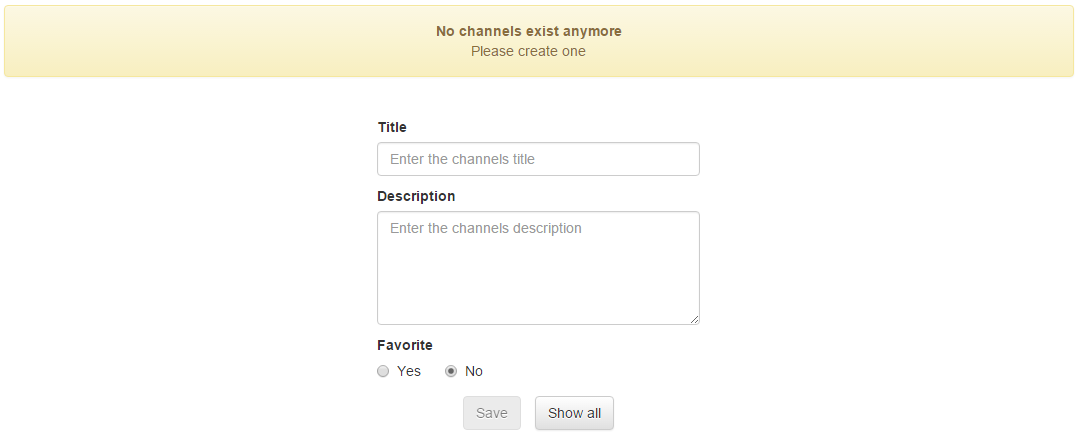 No channels exist anymore
Please create one
Title
Enter the channels title
Description
Enter the channels description
Favorite
Yes No
Save Show all